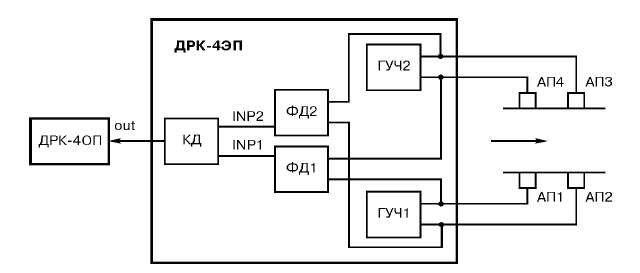 ДРК-4ЭП
ГУЧ2
АП4
АП3
ФД2
INP2
out
ДРК-4ОП
КД
INP1
ФД1
АП1
АП2
ГУЧ1